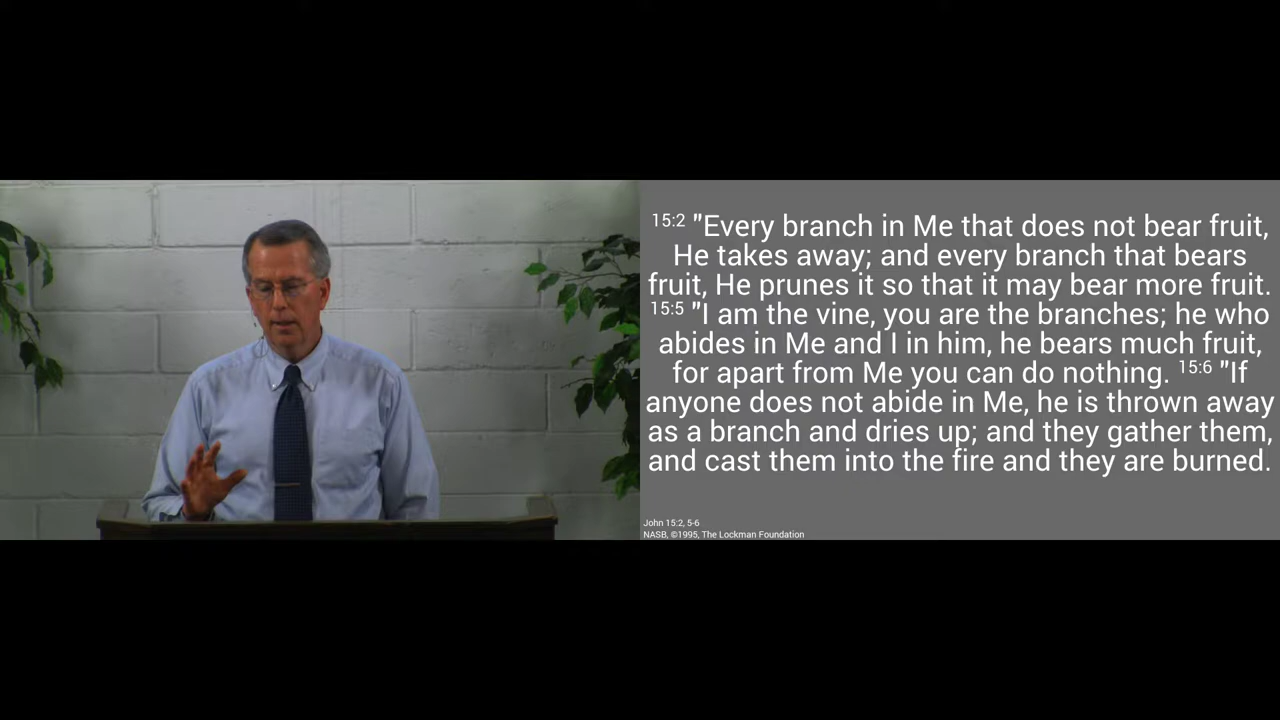 15:2 "Every branch in Me that does not bear fruit,
He takes away; and every branch that bears
fruit, He prunes it so that it may bear more fruit.
15:5 "I am the vine, you are the branches; he who
abides in Me and I in him, he bears much fruit,
for apart from Me you can do nothing. 15:6 "If
anyone does not abide in Me, he is thrown away
as a branch and dries up; and they gather them,
and cast them into the fire and they are burned.
John 15:2, 5-6
NASB, ©1995, The Lockman Foundation